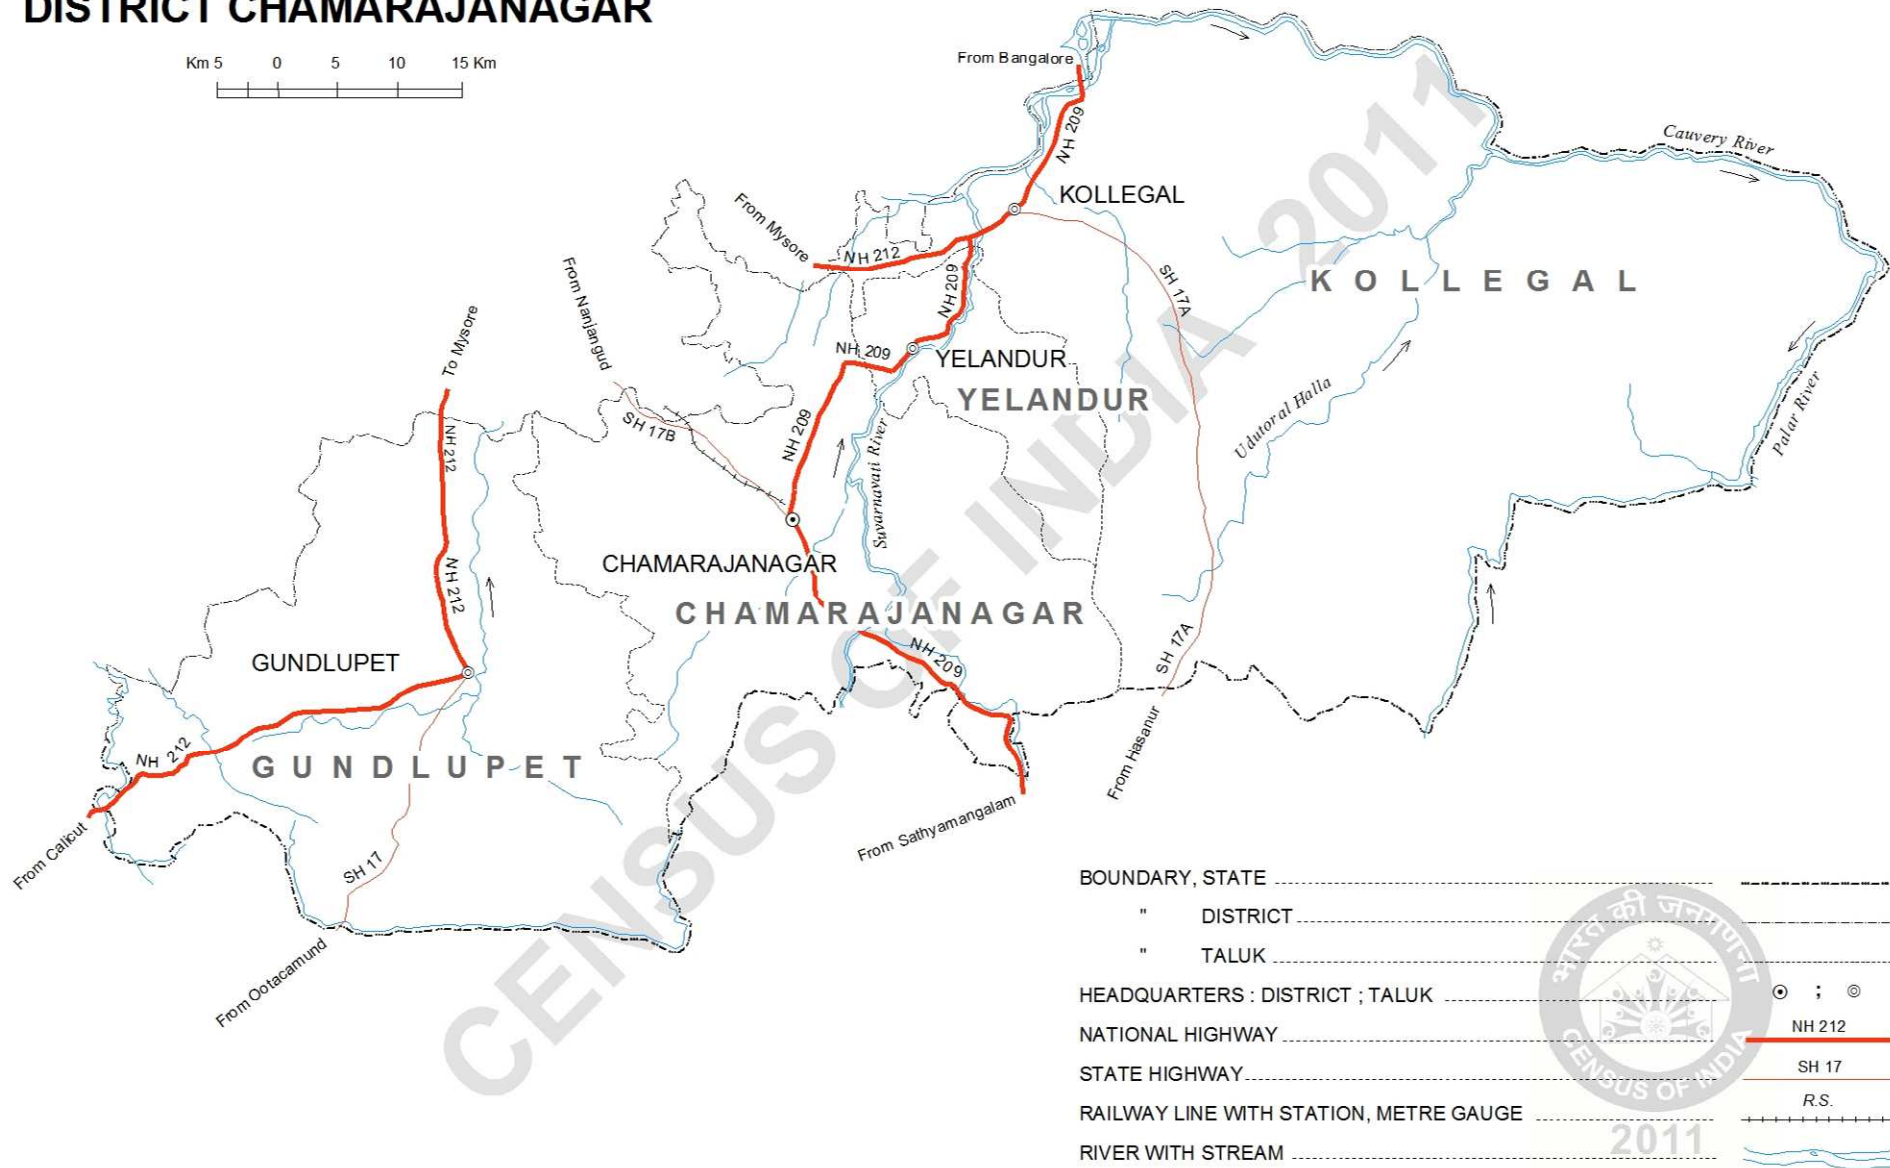 DISTRICT CHAMARAJANAGAR
Km 5 0 5 10 15 Km
From Bangalore
NH 209
Cauvery River
KOLLEGAL
From Mysore
NH 212
From Nanjangud
NH 209
SH 17A
KOLLEGAL
To Mysore
NH 209
YELANDUR
YELANDUR
Palar River
SH 17B
NH 209
Suvarnavati River
Udutoral Halla
NH 212
CHAMARAJANAGAR
NH 212
CHAMARAJANAGAR
GUNDLUPET
NH 209
SH 17A
NH 212
GUNDLUPET
From Hasanur
From Sathyamangalam
From Calicut
SH 17
From Ootacamund
CENSUS OF INDIA 2011
BOUNDARY, STATE
" DISTRICT
" TALUK
HEADQUARTERS : DISTRICT ; TALUK ;
NATIONAL HIGHWAY NH 212
STATE HIGHWAY SH 17
RAILWAY LINE WITH STATION, METRE GAUGE R.S.
RIVER WITH STREAM
भारत की जनगणना
CENSUS OF INDIA
2011